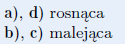 a), d) rosnąca
b), c) malejąca